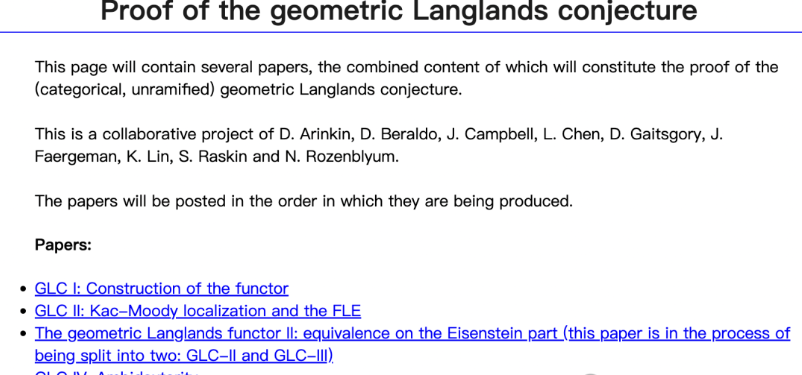 Proof of the geometric Langlands conjecture
This page will contain several papers, the combined content of which will constitute the proof of the
(categorical, unramified) geometric Langlands conjecture.
This is a collaborative project of D. Arinkin, D. Beraldo, J. Campbell, L. Chen, D. Gaitsgory, J.
Faergeman, K. Lin, S. Raskin and N. Rozenblyum.
The papers will be posted in the order in which they are being produced.
Papers:
• GLC I: Construction of the functor
• GLC II: Kac-Moody localization and the FLE
• The geometric Langlands functor II: equivalence on the Eisenstein part (this paper is in the process of
being split into two: GLC-II and GLC-III)